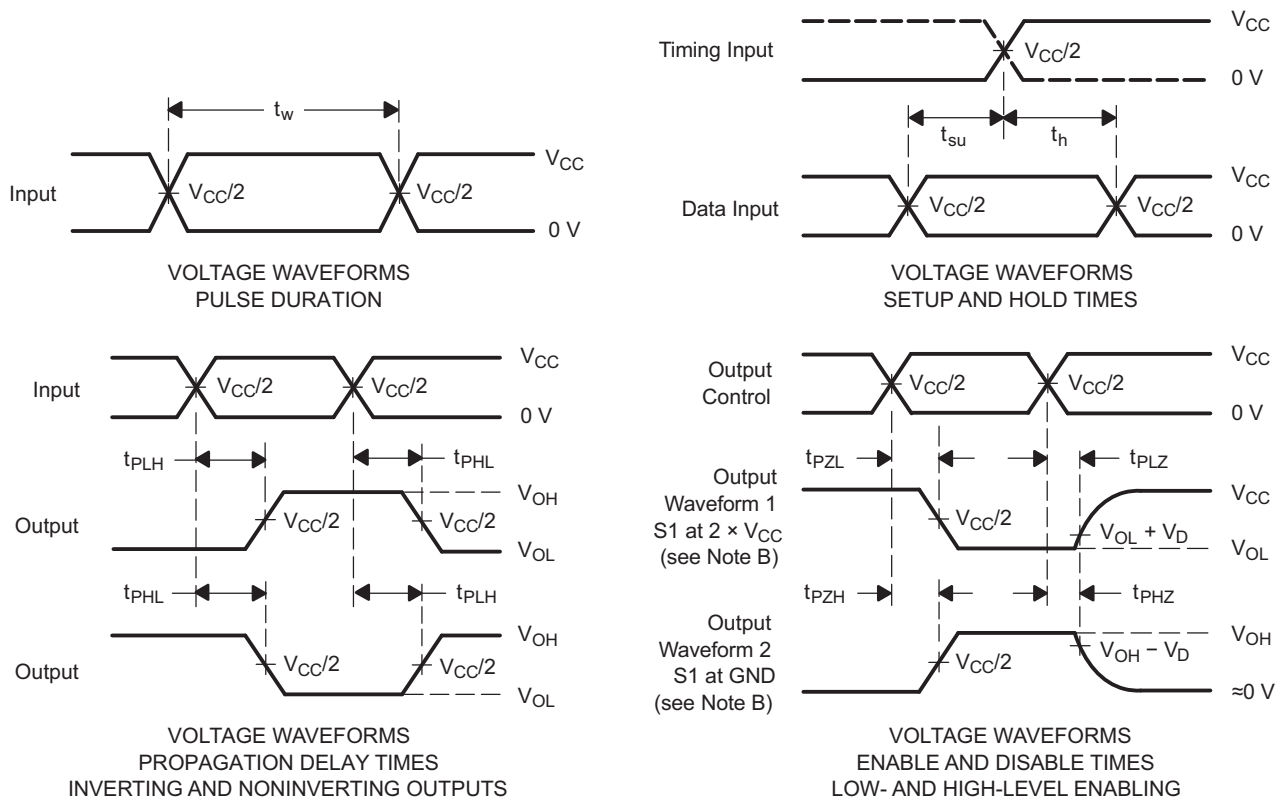 t_w
Input
V_CC/2
V_CC/2
V_CC
0 V
VOLTAGE WAVEFORMS
PULSE DURATION
Timing Input
V_CC/2
V_CC
0 V
t_su
t_h
Data Input
V_CC/2
V_CC/2
V_CC
0 V
VOLTAGE WAVEFORMS
SETUP AND HOLD TIMES
Input
V_CC/2
V_CC/2
V_CC
0 V
t_PLH
t_PHL
Output
V_CC/2
V_CC/2
V_OH
V_OL
t_PHL
t_PLH
Output
V_CC/2
V_CC/2
V_OH
V_OL
VOLTAGE WAVEFORMS
PROPAGATION DELAY TIMES
INVERTING AND NONINVERTING OUTPUTS
Output
Control
V_CC/2
V_CC/2
V_CC
0 V
t_PZL
t_PLZ
Output
Waveform 1
S1 at 2 × V_CC
(see Note B)
V_CC/2
V_OL + V_D
V_CC
V_OL
t_PZH
t_PHZ
Output
Waveform 2
S1 at GND
(see Note B)
V_CC/2
V_OH − V_D
V_OH
≈0 V
VOLTAGE WAVEFORMS
ENABLE AND DISABLE TIMES
LOW- AND HIGH-LEVEL ENABLING